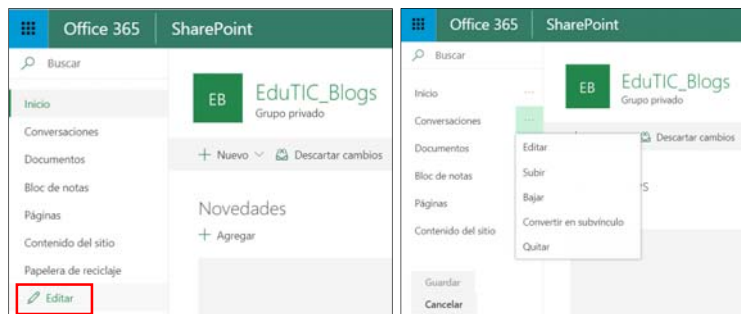 Office 365 SharePoint
Buscar
EB
EduTIC_Blogs
Grupo privado
Inicio
Conversaciones
Documentos
Bloc de notas
Páginas
Contenido del sitio
Papelera de reciclaje
Editar
+ Nuevo Descartar cambios
Novedades
+ Agregar
Office 365 SharePoint
Buscar
EB
EduTIC_Blogs
Grupo privado
Inicio ...
Conversaciones ...
Documentos
Bloc de notas
Páginas
Contenido del sitio
Guardar
Cancelar
Editar
Subir
Bajar
Convertir en subvínculo
Quitar
Descartar cambios